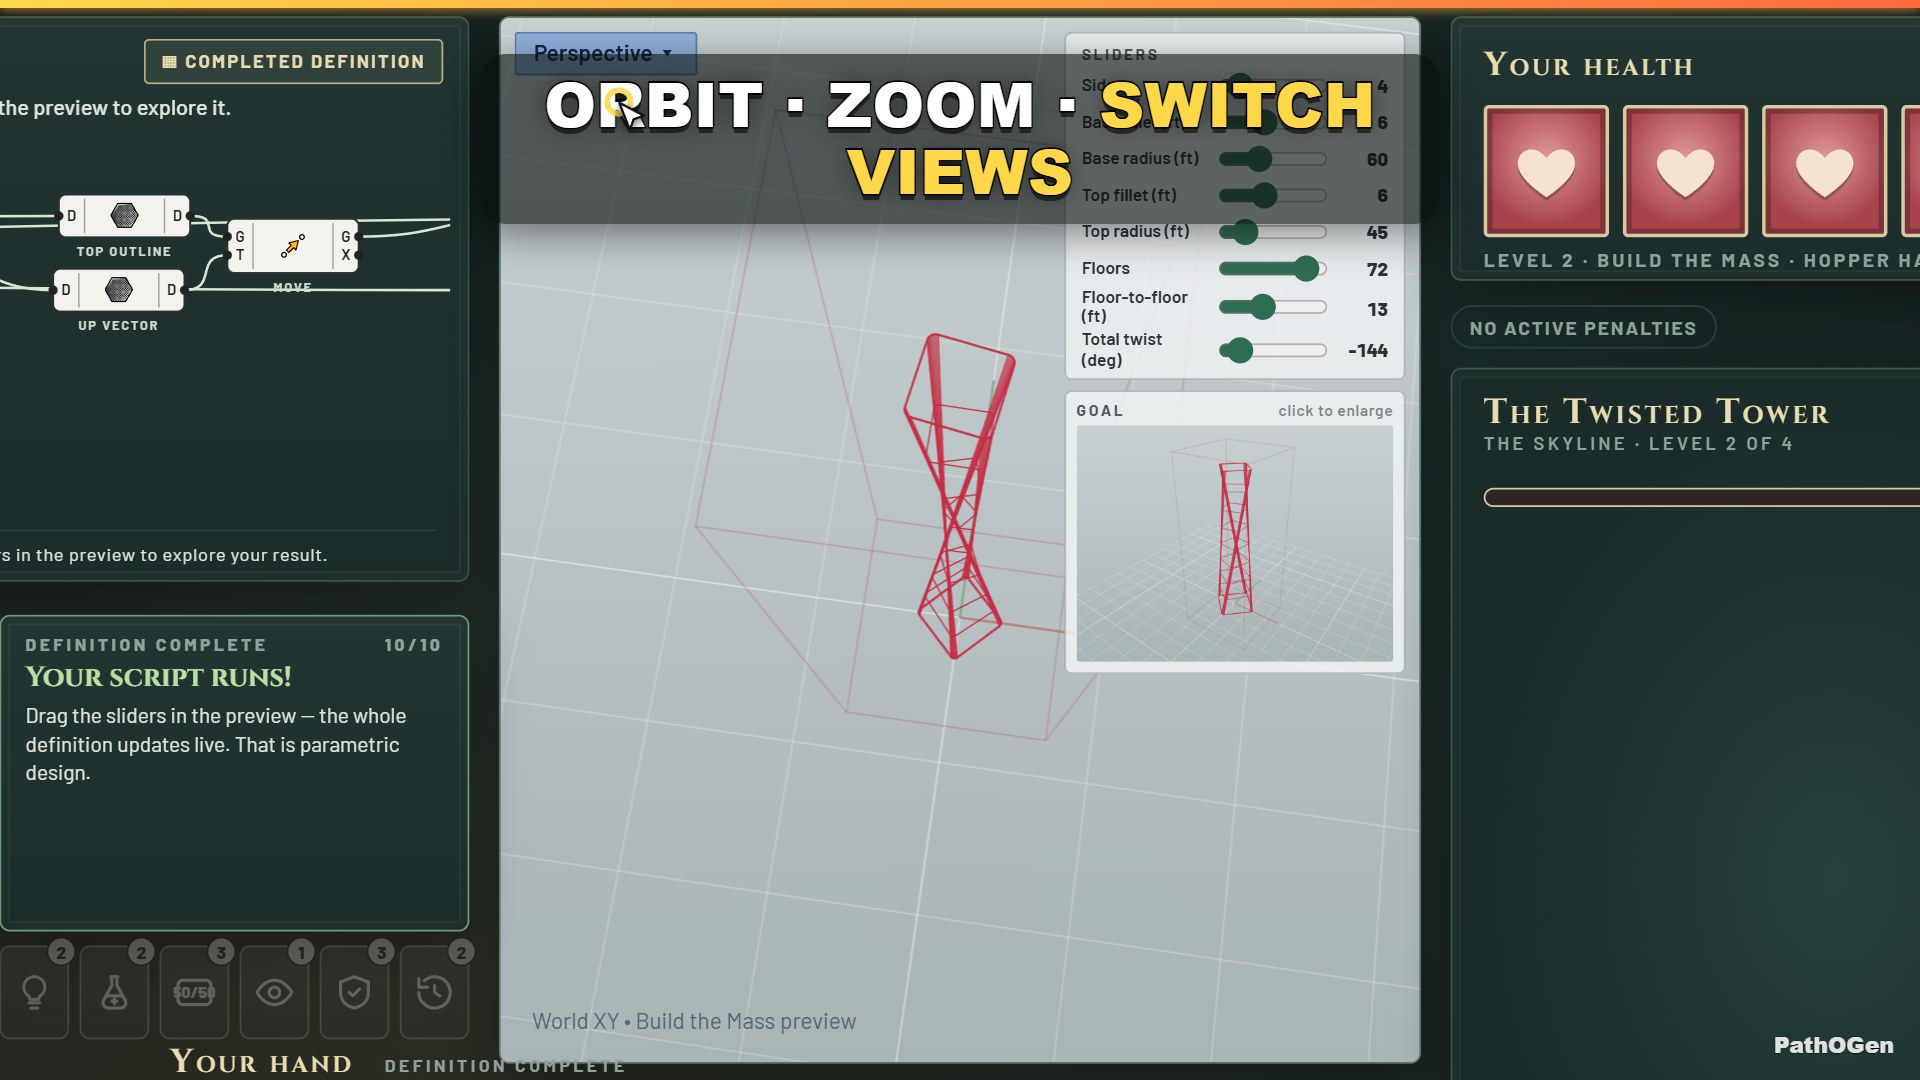 COMPLETED DEFINITION
the preview to explore it.
D D
TOP OUTLINE
G G
T X
MOVE
D D
UP VECTOR
rs in the preview to explore your result.
DEFINITION COMPLETE 10/10
YOUR SCRIPT RUNS!
Drag the sliders in the preview — the whole
definition updates live. That is parametric
design.
2 2 3 1 3 2
50/50
YOUR HAND DEFINITION COMPLETE
Perspective
ORBIT · ZOOM · SWITCH
VIEWS
SLIDERS
4
6
Base radius (ft) 60
Top fillet (ft) 6
Top radius (ft) 45
Floors 72
Floor-to-floor
(ft) 13
Total twist
(deg) -144
GOAL click to enlarge
World XY • Build the Mass preview
YOUR HEALTH
LEVEL 2 · BUILD THE MASS · HOPPER HA
NO ACTIVE PENALTIES
THE TWISTED TOWER
THE SKYLINE · LEVEL 2 OF 4
PathOGen